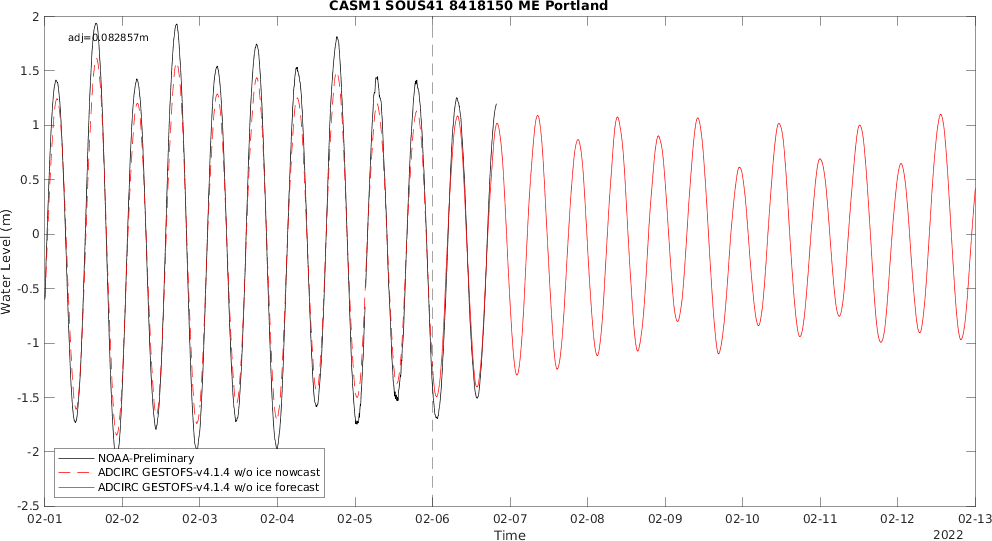 CASM1 SOUS41 8418150 ME Portland
adj=0.082857m
2
1.5
1
0.5
0
-0.5
-1
-1.5
-2
-2.5
Water Level (m)
NOAA-Preliminary
ADCIRC GESTOFS-v4.1.4 w/o ice nowcast
ADCIRC GESTOFS-v4.1.4 w/o ice forecast
02-01 02-02 02-03 02-04 02-05 02-06 02-07 02-08 02-09 02-10 02-11 02-12 02-13
Time
2022